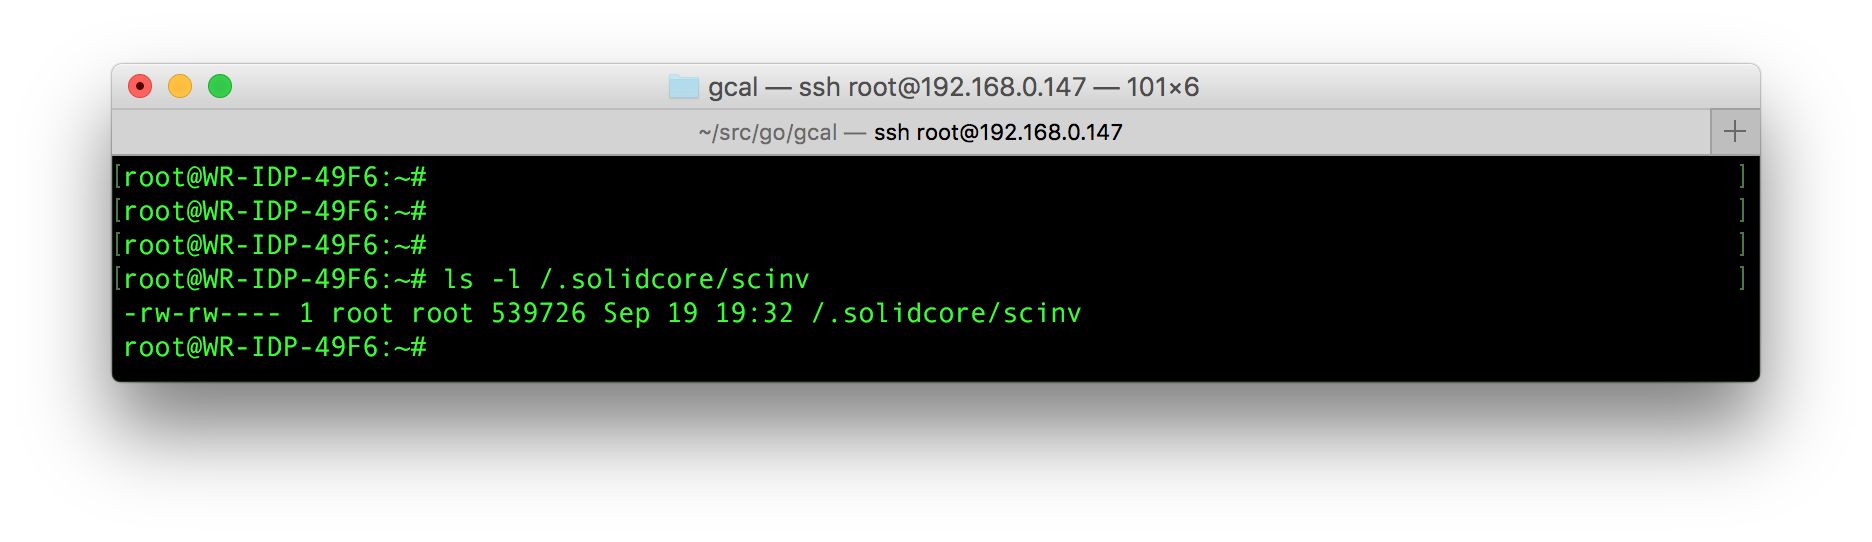 gcal — ssh root@192.168.0.147 — 101×6
~/src/go/gcal — ssh root@192.168.0.147 +
[root@WR-IDP-49F6:~# ]
[root@WR-IDP-49F6:~# ]
[root@WR-IDP-49F6:~# ]
[root@WR-IDP-49F6:~# ls -l /.solidcore/scinv ]
-rw-rw---- 1 root root 539726 Sep 19 19:32 /.solidcore/scinv
root@WR-IDP-49F6:~#